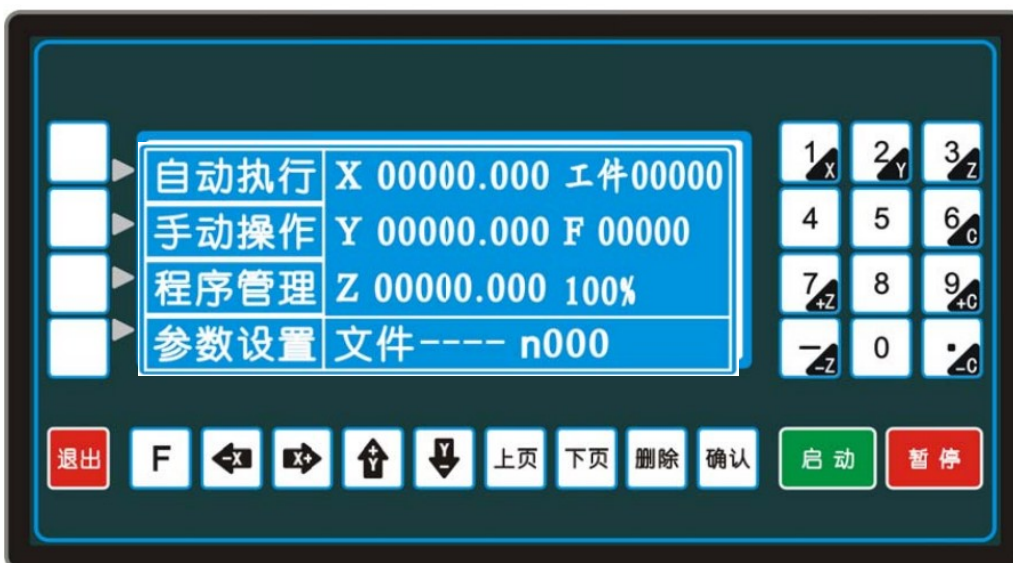 自动执行 X 00000.000 工件00000
手动操作 Y 00000.000 F 00000
程序管理 Z 00000.000 100%
参数设置 文件---- n000
1 X 2 Y 3 Z
4 5 6 C
7 +Z 8 9 +C
— -Z 0 . -C
退出 F -X X+ +Y Y- 上页 下页 删除 确认 启动 暂停